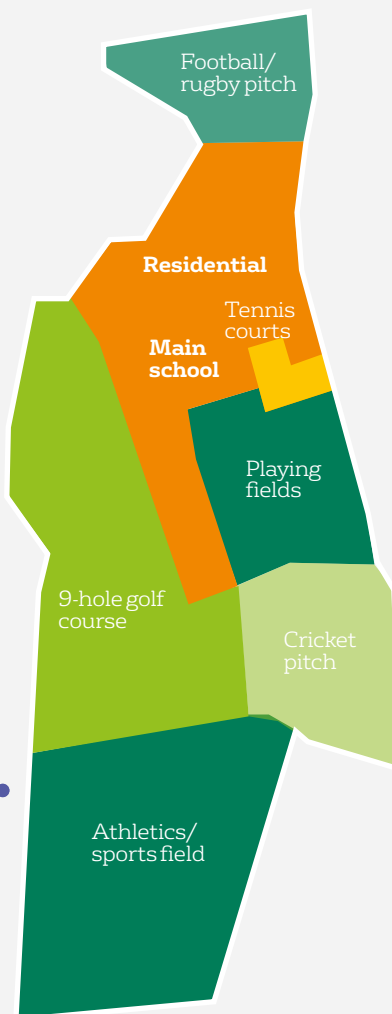 Football/
rugby pitch
Residential
Tennis
courts
Main
school
Playing
fields
9-hole golf
course
Cricket
pitch
Athletics/
sports field